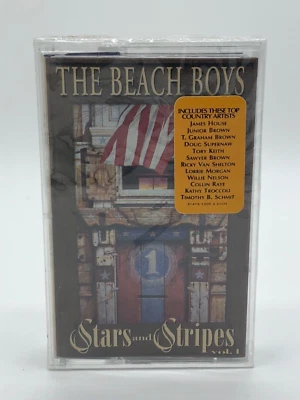 THE BEACH BOYS
INCLUDES THESE TOP
COUNTRY ARTISTS
JAMES HOUSE
JUNIOR BROWN
T. GRAHAM BROWN
DOUG SUPERNAW
TOBY KEITH
SAWYER BROWN
RICKY VAN SHELTON
LORRIE MORGAN
WILLIE NELSON
COLLIN RAYE
KATHY TROCCOLI
TIMOTHY B. SCHMIT
1
Stars and Stripes
vol. 1